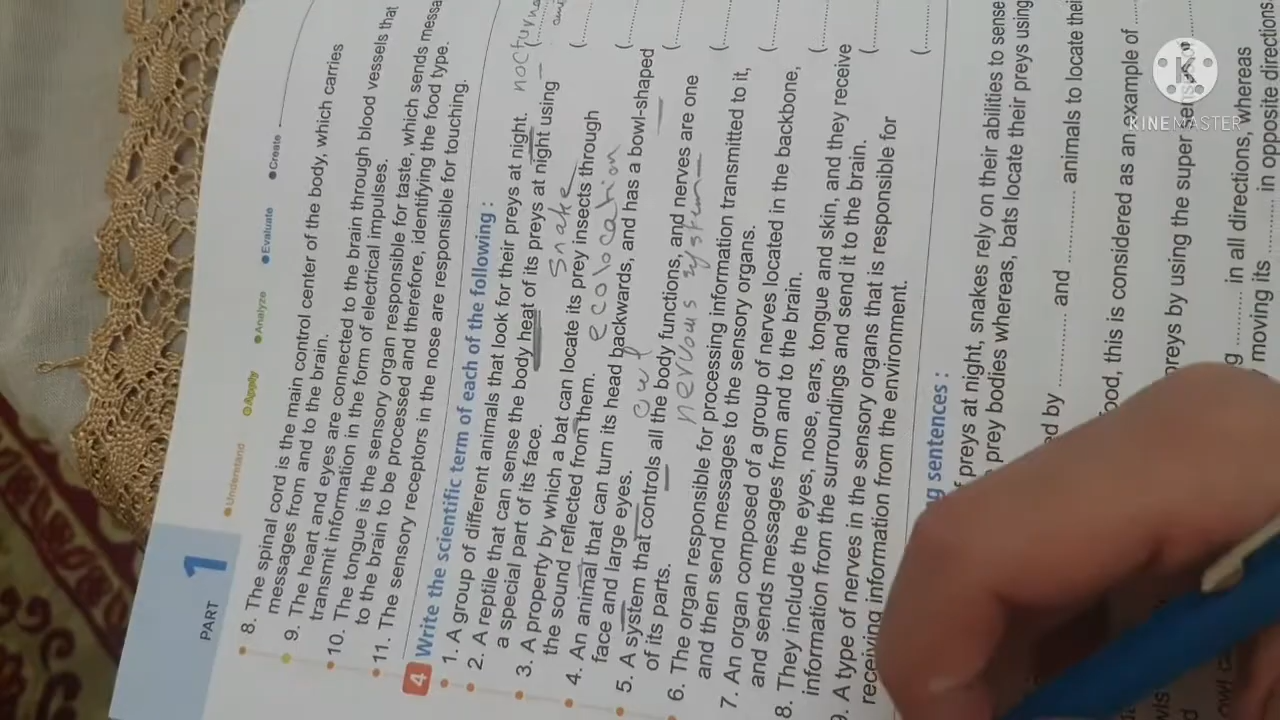 PART 1
Understand Apply Analyze Evaluate Create
8. The spinal cord is the main control center of the body, which carries
messages from and to the brain.
9. The heart and eyes are connected to the brain through blood vessels that
transmit information in the form of electrical impulses.
10. The tongue is the sensory organ responsible for taste, which sends messa
to the brain to be processed and therefore, identifying the food type.
11. The sensory receptors in the nose are responsible for touching.
4 Write the scientific term of each of the following :
1. A group of different animals that look for their preys at night. nocturna
2. A reptile that can sense the body heat of its preys at night using
a special part of its face. snake
3. A property by which a bat can locate its prey insects through
the sound reflected from them. ecolocation
4. An animal that can turn its head backwards, and has a bowl-shaped
face and large eyes. owl
5. A system that controls all the body functions, and nerves are one
of its parts. nervous system
6. The organ responsible for processing information transmitted to it,
and then send messages to the sensory organs.
7. An organ composed of a group of nerves located in the backbone,
and sends messages from and to the brain.
8. They include the eyes, nose, ears, tongue and skin, and they receive
information from the surroundings and send it to the brain.
9. A type of nerves in the sensory organs that is responsible for
receiving information from the environment.
g sentences :
f preys at night, snakes rely on their abilities to sense
prey bodies whereas, bats locate their preys using
ed by ........... and ........... animals to locate their
ood, this is considered as an example of ........
preys by using the super
g ........ in all directions, whereas
moving its ........ in opposite directions.
KINEMASTER